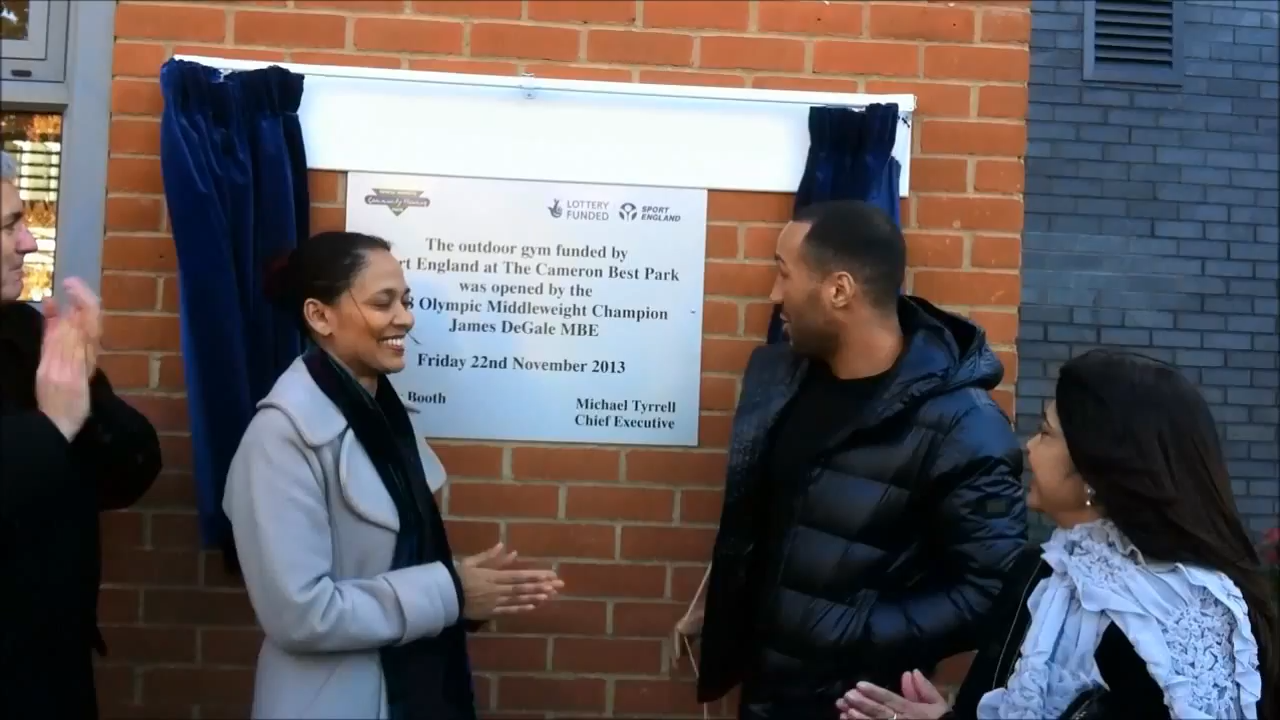 LOTTERY FUNDED
SPORT ENGLAND
The outdoor gym funded by
rt England at The Cameron Best Park
was opened by the
Olympic Middleweight Champion
James DeGale MBE
Friday 22nd November 2013
Booth
Michael Tyrrell
Chief Executive